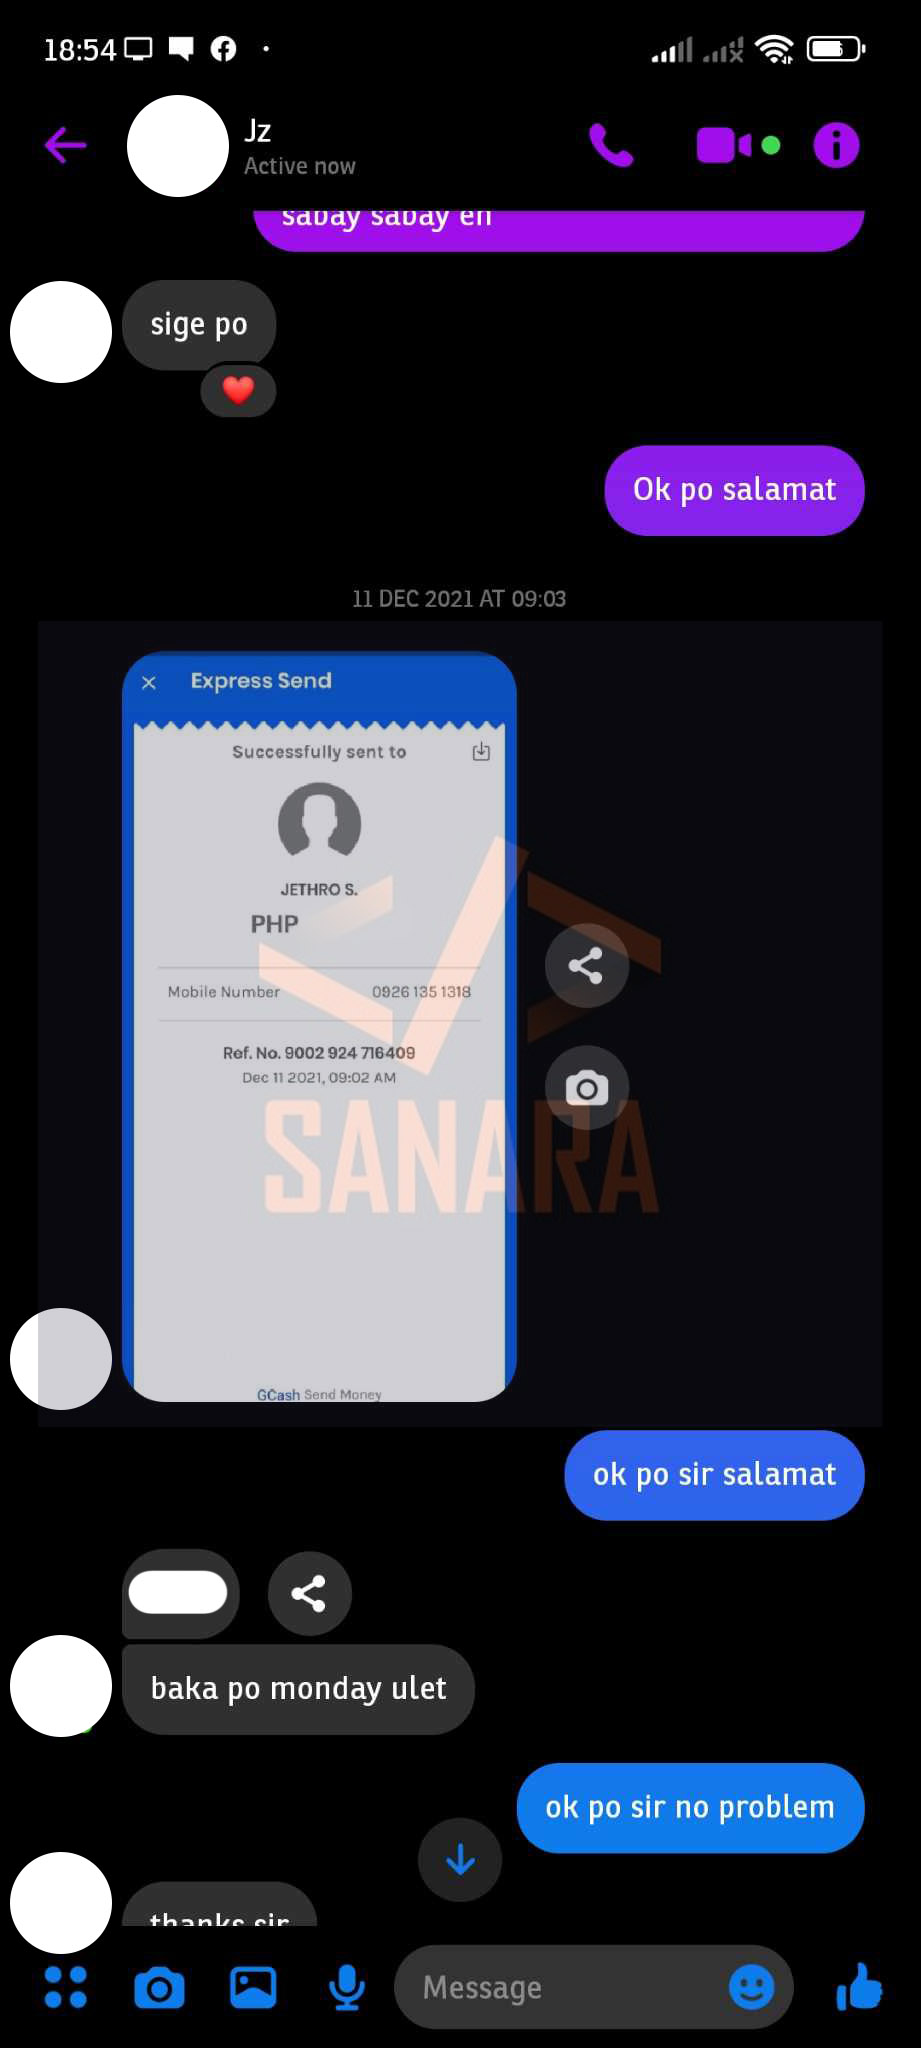 18:54
Jz
Active now
sabay sabay eh
sige po
Ok po salamat
11 DEC 2021 AT 09:03
Express Send
Successfully sent to
JETHRO S.
PHP
Mobile Number 0926 135 1318
Ref. No. 9002 924 716409
Dec 11 2021, 09:02 AM
SANARA
GCash Send Money
ok po sir salamat
baka po monday ulet
ok po sir no problem
thanks sir
Message